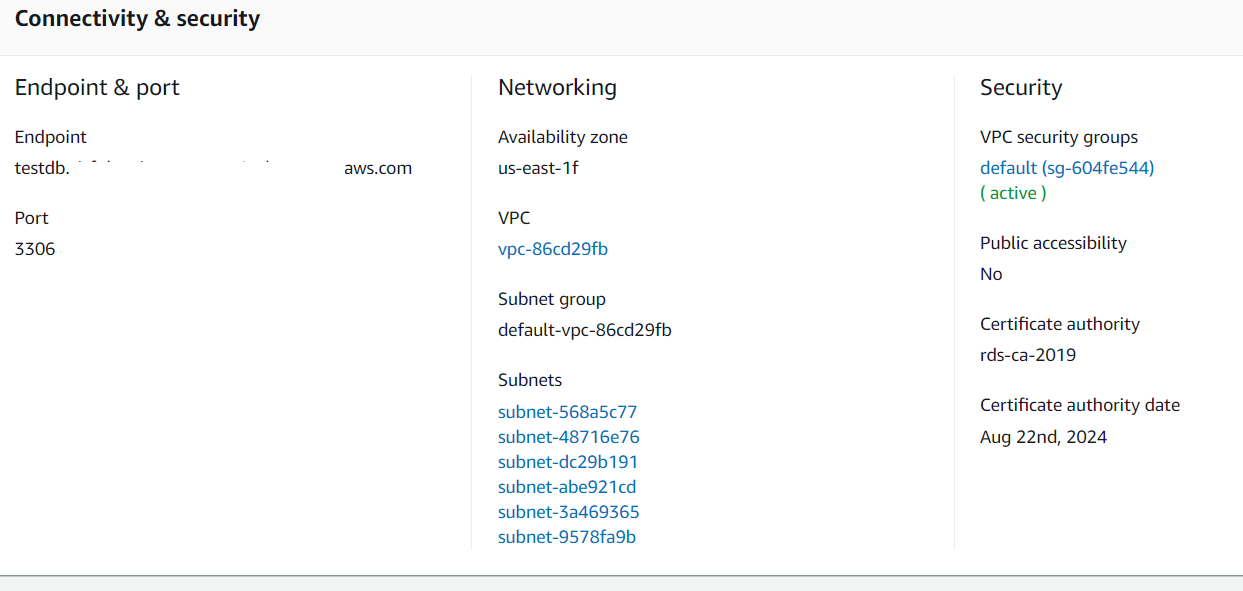 Connectivity & security
Endpoint & port
Endpoint
testdb.
aws.com
Port
3306
Networking
Availability zone
us-east-1f
VPC
vpc-86cd29fb
Subnet group
default-vpc-86cd29fb
Subnets
subnet-568a5c77
subnet-48716e76
subnet-dc29b191
subnet-abe921cd
subnet-3a469365
subnet-9578fa9b
Security
VPC security groups
default (sg-604fe544)
( active )
Public accessibility
No
Certificate authority
rds-ca-2019
Certificate authority date
Aug 22nd, 2024